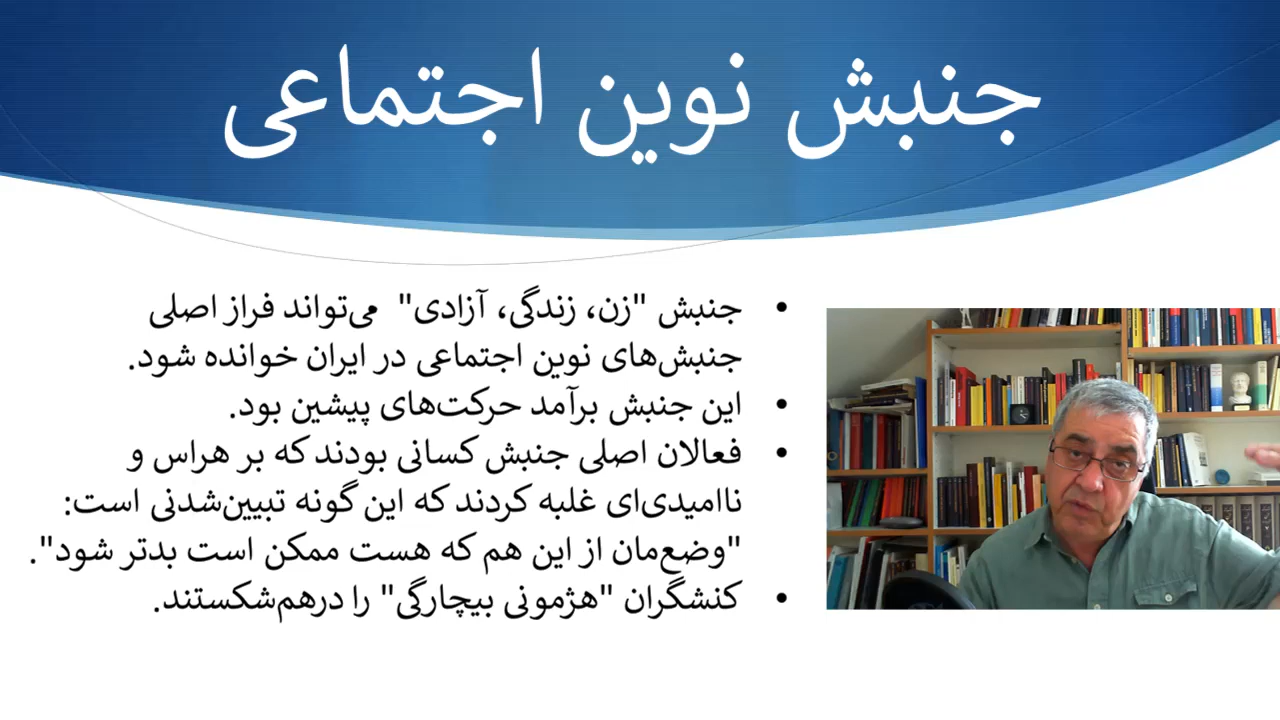 جنبش نوین اجتماعی
• جنبش "زن، زندگی، آزادی" می‌تواند فراز اصلی
جنبش‌های نوین اجتماعی در ایران خوانده شود.
• این جنبش برآمد حرکت‌های پیشین بود.
• فعالان اصلی جنبش کسانی بودند که بر هراس و
ناامیدی‌ای غلبه کردند که این گونه تبیین‌شدنی است:
"وضع‌مان از این هم که هست ممکن است بدتر شود".
• کنشگران "هژمونی بیچارگی" را درهم‌شکستند.